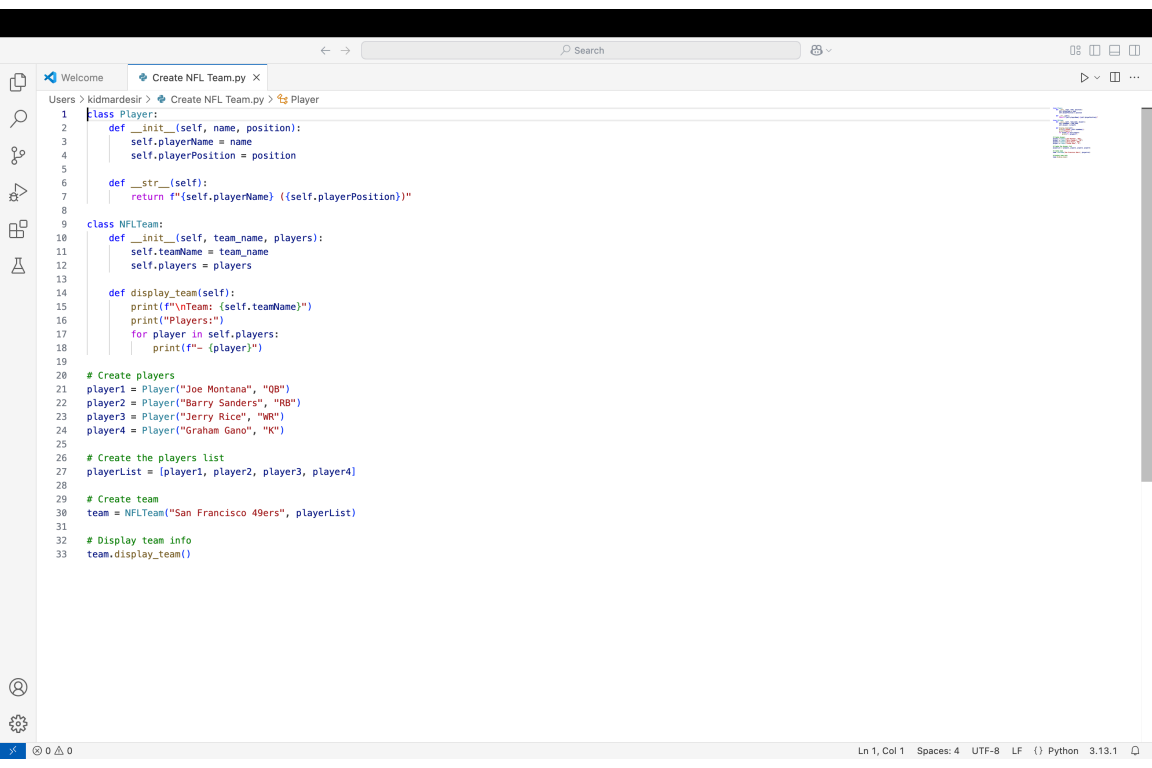 Search
Welcome
Create NFL Team.py
Users > kidmardesir > Create NFL Team.py > Player
1 class Player:
2     def __init__(self, name, position):
3         self.playerName = name
4         self.playerPosition = position
5
6     def __str__(self):
7         return f"{self.playerName} ({self.playerPosition})"
8
9 class NFLTeam:
10     def __init__(self, team_name, players):
11         self.teamName = team_name
12         self.players = players
13
14     def display_team(self):
15         print(f"\nTeam: {self.teamName}")
16         print("Players:")
17         for player in self.players:
18             print(f"- {player}")
19
20 # Create players
21 player1 = Player("Joe Montana", "QB")
22 player2 = Player("Barry Sanders", "RB")
23 player3 = Player("Jerry Rice", "WR")
24 player4 = Player("Graham Gano", "K")
25
26 # Create the players list
27 playerList = [player1, player2, player3, player4]
28
29 # Create team
30 team = NFLTeam("San Francisco 49ers", playerList)
31
32 # Display team info
33 team.display_team()
0 0 Ln 1, Col 1 Spaces: 4 UTF-8 LF {} Python 3.13.1